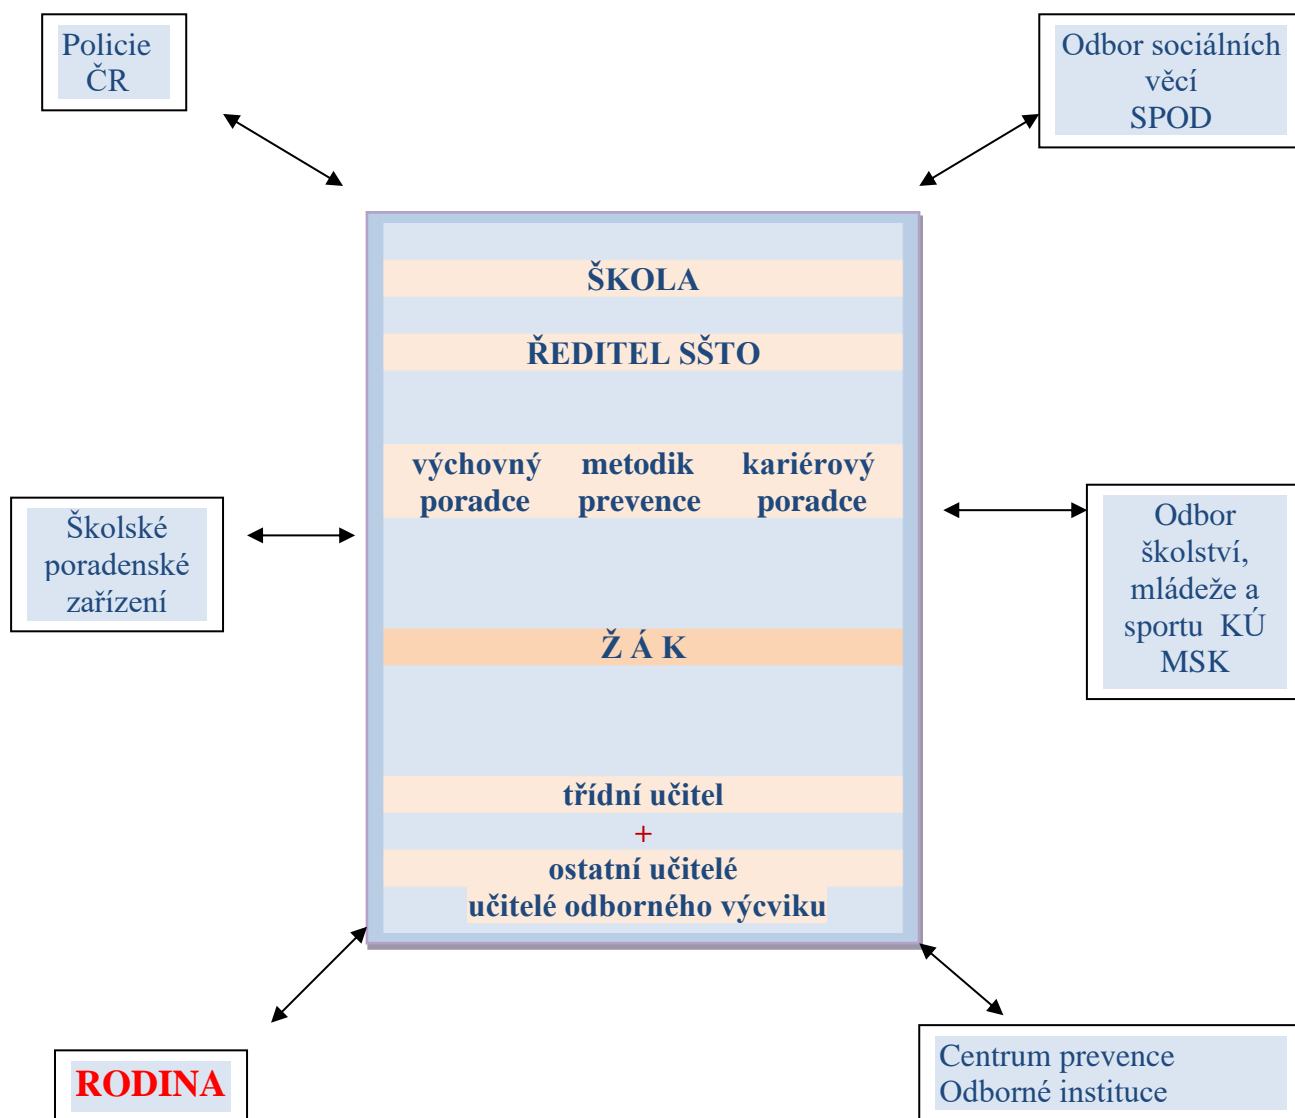 Policie
ČR
Odbor sociálních
věcí
SPOD
ŠKOLA
ŘEDITEL SŠTO
výchovný metodik kariérový
poradce prevence poradce
Školské
poradenské
zařízení
Odbor
školství,
mládeže a
sportu KÚ
MSK
Ž Á K
třídní učitel
+
ostatní učitelé
učitelé odborného výcviku
RODINA
Centrum prevence
Odborné instituce